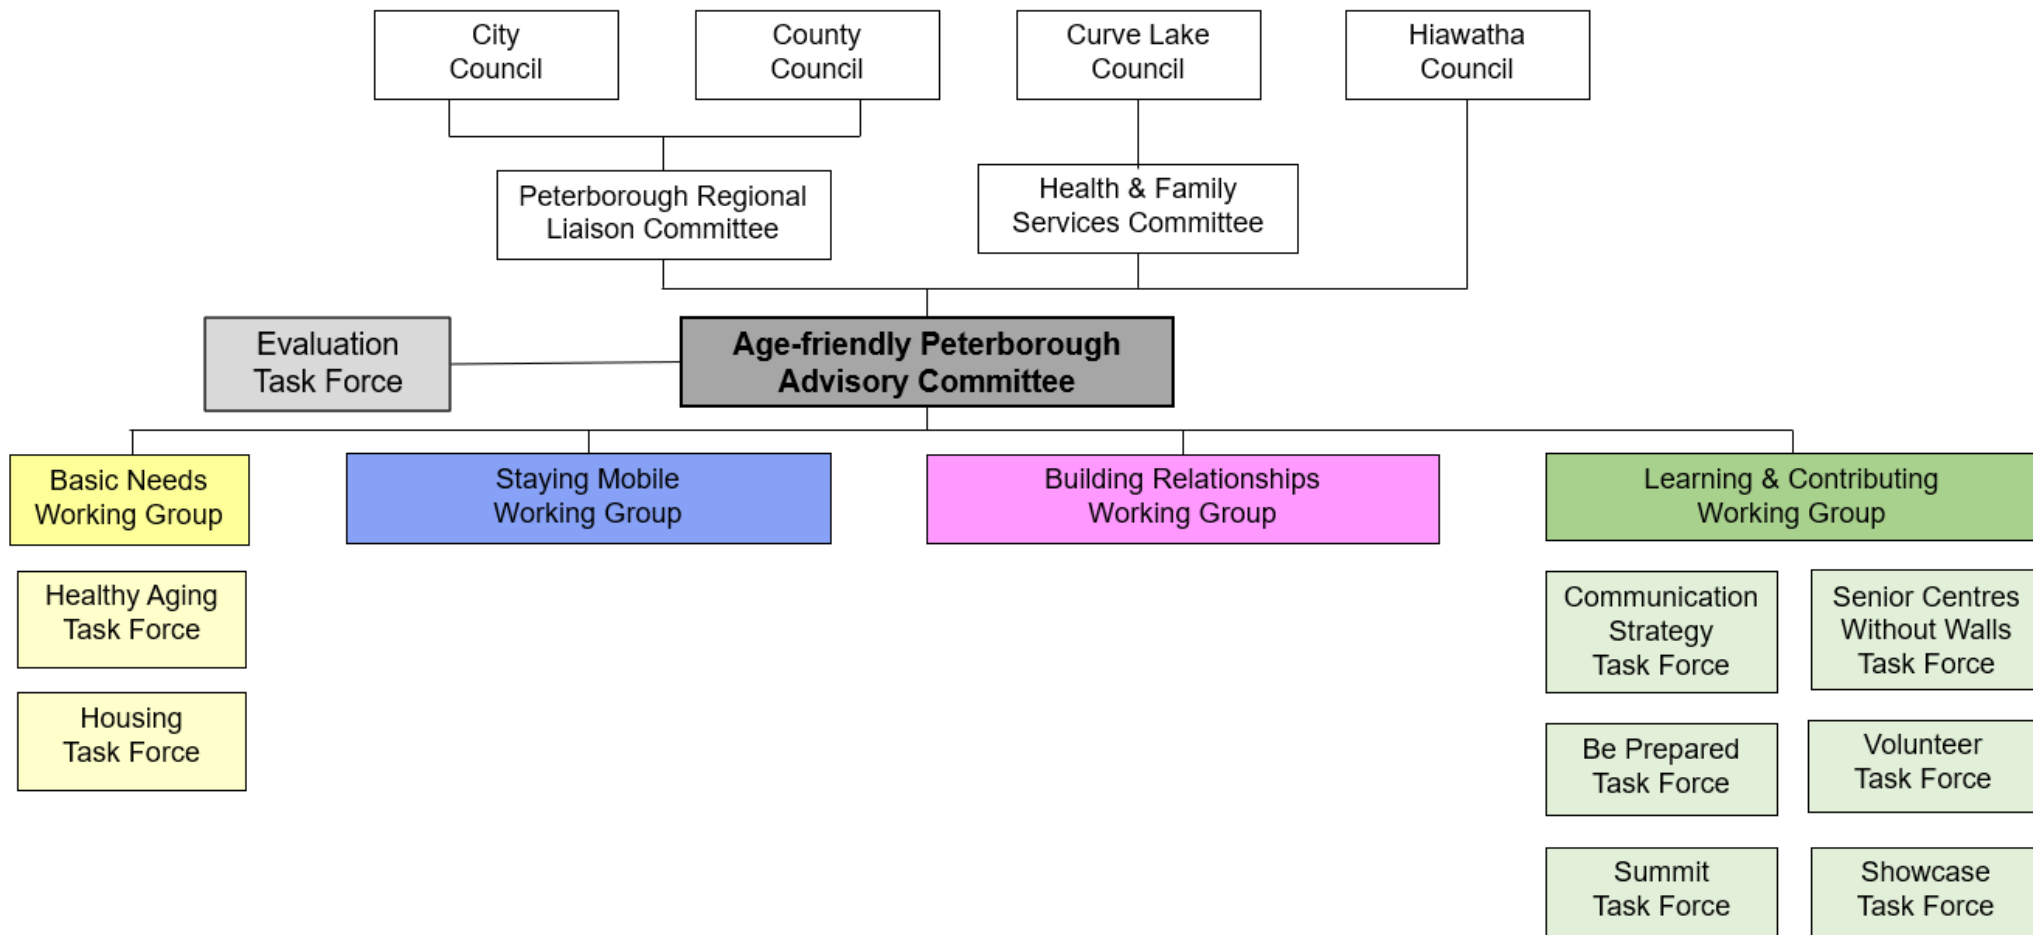 City
Council
County
Council
Curve Lake
Council
Hiawatha
Council
Peterborough Regional
Liaison Committee
Health & Family
Services Committee
Evaluation
Task Force
Age-friendly Peterborough
Advisory Committee
Basic Needs
Working Group
Staying Mobile
Working Group
Building Relationships
Working Group
Learning & Contributing
Working Group
Healthy Aging
Task Force
Housing
Task Force
Communication
Strategy
Task Force
Senior Centres
Without Walls
Task Force
Be Prepared
Task Force
Volunteer
Task Force
Summit
Task Force
Showcase
Task Force